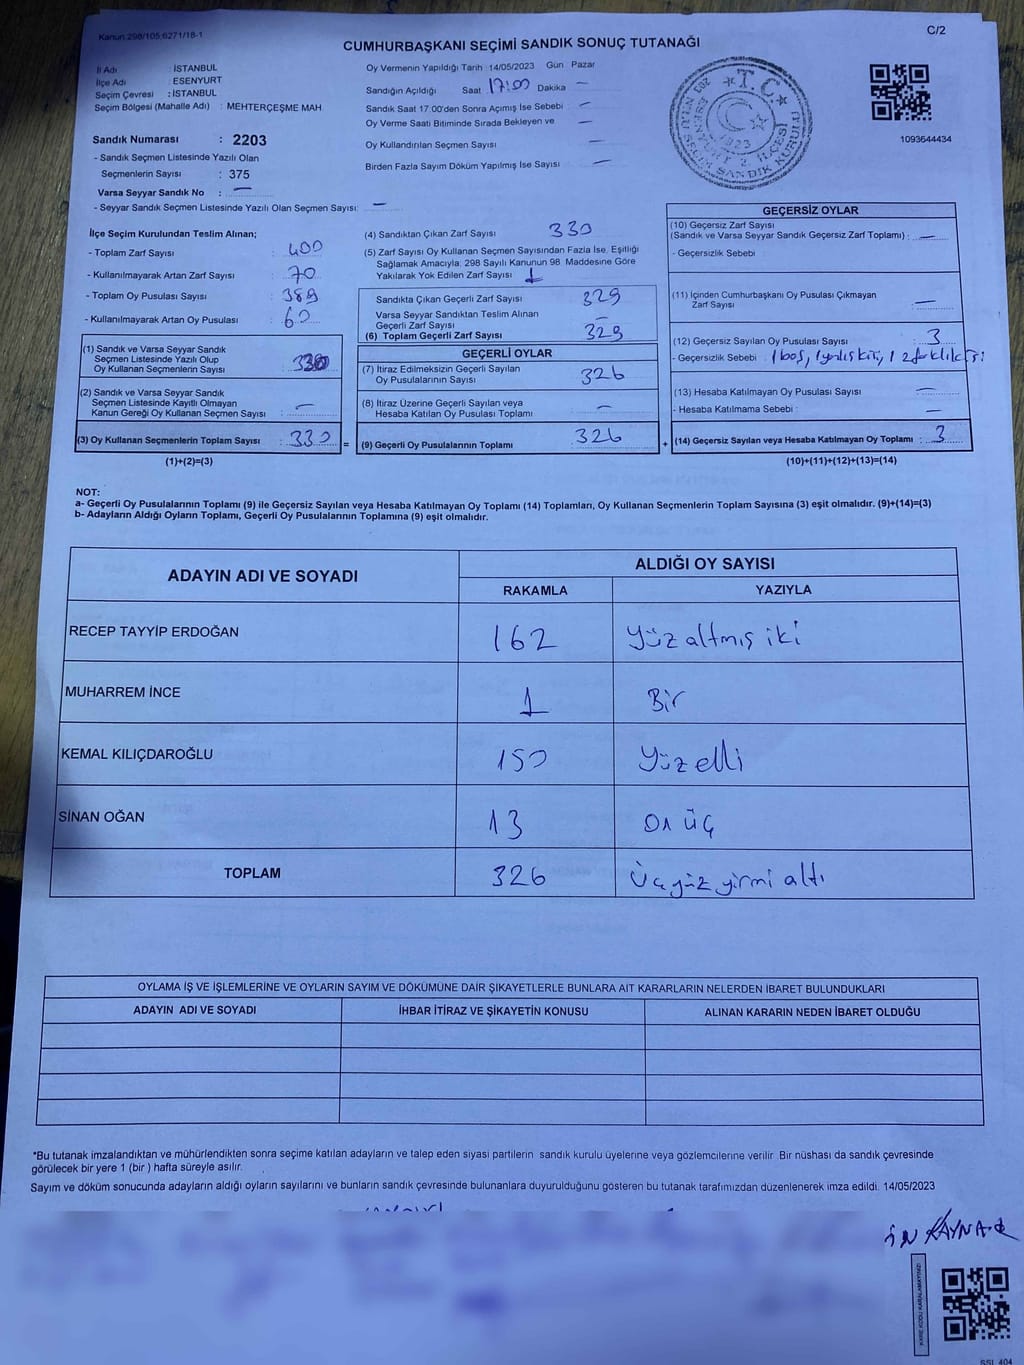 Kanun:298/105;6271/18-1
C/2
CUMHURBAŞKANI SEÇİMİ SANDIK SONUÇ TUTANAĞI
İl Adı : İSTANBUL
İlçe Adı : ESENYURT
Seçim Çevresi : İSTANBUL
Seçim Bölgesi (Mahalle Adı) : MEHTERÇEŞME MAH
Sandık Numarası : 2203
- Sandık Seçmen Listesinde Yazılı Olan
Seçmenlerin Sayısı : 375
Varsa Seyyar Sandık No : —
- Seyyar Sandık Seçmen Listesinde Yazılı Olan Seçmen Sayısı: —
Oy Vermenin Yapıldığı Tarih : 14/05/2023 Gün Pazar
Sandığın Açıldığı Saat 17:00 Dakika —
Sandık Saat 17:00'den Sonra Açımış İse Sebebi : —
Oy Verme Saati Bitiminde Sırada Bekleyen ve —
Oy Kullandırılan Seçmen Sayısı —
Birden Fazla Sayım Döküm Yapılmış İse Sayısı : —
T.C.
1923
1093644434
İlçe Seçim Kurulundan Teslim Alınan;
- Toplam Zarf Sayısı : 400
- Kullanılmayarak Artan Zarf Sayısı : 70
- Toplam Oy Pusulası Sayısı : 389
- Kullanılmayarak Artan Oy Pusulası : 60
(1) Sandık ve Varsa Seyyar Sandık
Seçmen Listesinde Yazılı Olup
Oy Kullanan Seçmenlerin Sayısı : 330
(2) Sandık ve Varsa Seyyar Sandık
Seçmen Listesinde Kayıtlı Olmayan
Kanun Gereği Oy Kullanan Seçmen Sayısı : —
(3) Oy Kullanan Seçmenlerin Toplam Sayısı : 330 =
(1)+(2)=(3)
(4) Sandıktan Çıkan Zarf Sayısı : 330
(5) Zarf Sayısı Oy Kullanan Seçmen Sayısından Fazla İse, Eşitliği
Sağlamak Amacıyla; 298 Sayılı Kanunun 98. Maddesine Göre
Yakılarak Yok Edilen Zarf Sayısı : 1
Sandıkta Çıkan Geçerli Zarf Sayısı : 329
Varsa Seyyar Sandıktan Teslim Alınan
Geçerli Zarf Sayısı : —
(6) Toplam Geçerli Zarf Sayısı : 329
GEÇERLİ OYLAR
(7) İtiraz Edilmeksizin Geçerli Sayılan
Oy Pusulalarının Sayısı : 326
(8) İtiraz Üzerine Geçerli Sayılan veya
Hesaba Katılan Oy Pusulası Toplamı : —
(9) Geçerli Oy Pusulalarının Toplamı : 326 +
GEÇERSİZ OYLAR
(10) Geçersiz Zarf Sayısı
(Sandık ve Varsa Seyyar Sandık Geçersiz Zarf Toplamı) : —
- Geçersizlik Sebebi :
(11) İçinden Cumhurbaşkanı Oy Pusulası Çıkmayan
Zarf Sayısı : —
(12) Geçersiz Sayılan Oy Pusulası Sayısı : 3
- Geçersizlik Sebebi : 1 boş, 1 yırtık, 1 2 farklı
(13) Hesaba Katılmayan Oy Pusulası Sayısı : —
- Hesaba Katılmama Sebebi : —
(14) Geçersiz Sayılan veya Hesaba Katılmayan Oy Toplamı : 3
(10)+(11)+(12)+(13)=(14)
NOT:
a- Geçerli Oy Pusulalarının Toplamı (9) ile Geçersiz Sayılan veya Hesaba Katılmayan Oy Toplamı (14) Toplamları, Oy Kullanan Seçmenlerin Toplam Sayısına (3) eşit olmalıdır. (9)+(14)=(3)
b- Adayların Aldığı Oyların Toplamı, Geçerli Oy Pusulalarının Toplamına (9) eşit olmalıdır.
ADAYIN ADI VE SOYADI ALDIĞI OY SAYISI
RAKAMLA YAZIYLA
RECEP TAYYİP ERDOĞAN 162 Yüz altmış iki
MUHARREM İNCE 1 Bir
KEMAL KILIÇDAROĞLU 150 Yüz elli
SİNAN OĞAN 13 on üç
TOPLAM 326 Üçyüz yirmi altı
OYLAMA İŞ VE İŞLEMLERİNE VE OYLARIN SAYIM VE DÖKÜMÜNE DAİR ŞİKAYETLERLE BUNLARA AİT KARARLARIN NELERDEN İBARET BULUNDUKLARI
ADAYIN ADI VE SOYADI İHBAR İTİRAZ VE ŞİKAYETİN KONUSU ALINAN KARARIN NEDEN İBARET OLDUĞU
*Bu tutanak imzalandıktan ve mühürlendikten sonra seçime katılan adayların ve talep eden siyasi partilerin sandık kurulu üyelerine veya gözlemcilerine verilir. Bir nüshası da sandık çevresinde
görülecek bir yere 1 (bir ) hafta süreyle asılır.
Sayım ve döküm sonucunda adayların aldığı oyların sayılarını ve bunların sandık çevresinde bulunanlara duyurulduğunu gösteren bu tutanak tarafımızdan düzenlenerek imza edildi. 14/05/2023
KAYNAR
KARE KODU KARALAMAYINIZ!
SSL 404